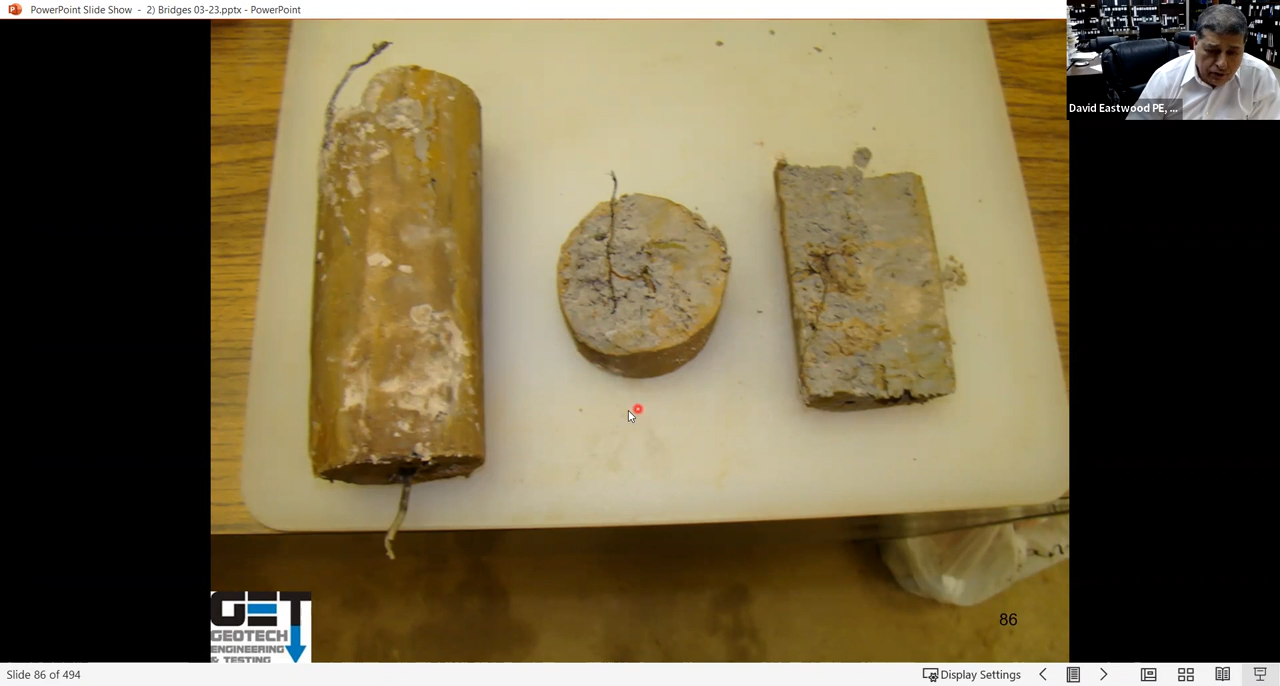 PowerPoint Slide Show - 2) Bridges 03-23.pptx - PowerPoint
David Eastwood PE, ...
GET
GEOTECH
ENGINEERING
& TESTING
86
Slide 86 of 494
Display Settings